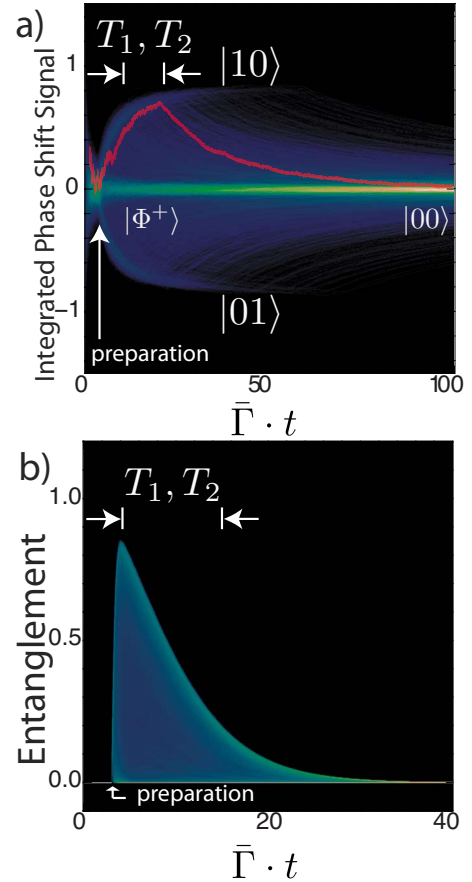 a)
T₁, T₂
|10⟩
1
0
−1
Integrated Phase Shift Signal
|Φ⁺⟩
|00⟩
|01⟩
preparation
0
50
100
Γ̄ · t
b)
T₁, T₂
1.0
0.5
0.0
Entanglement
preparation
0
20
40
Γ̄ · t